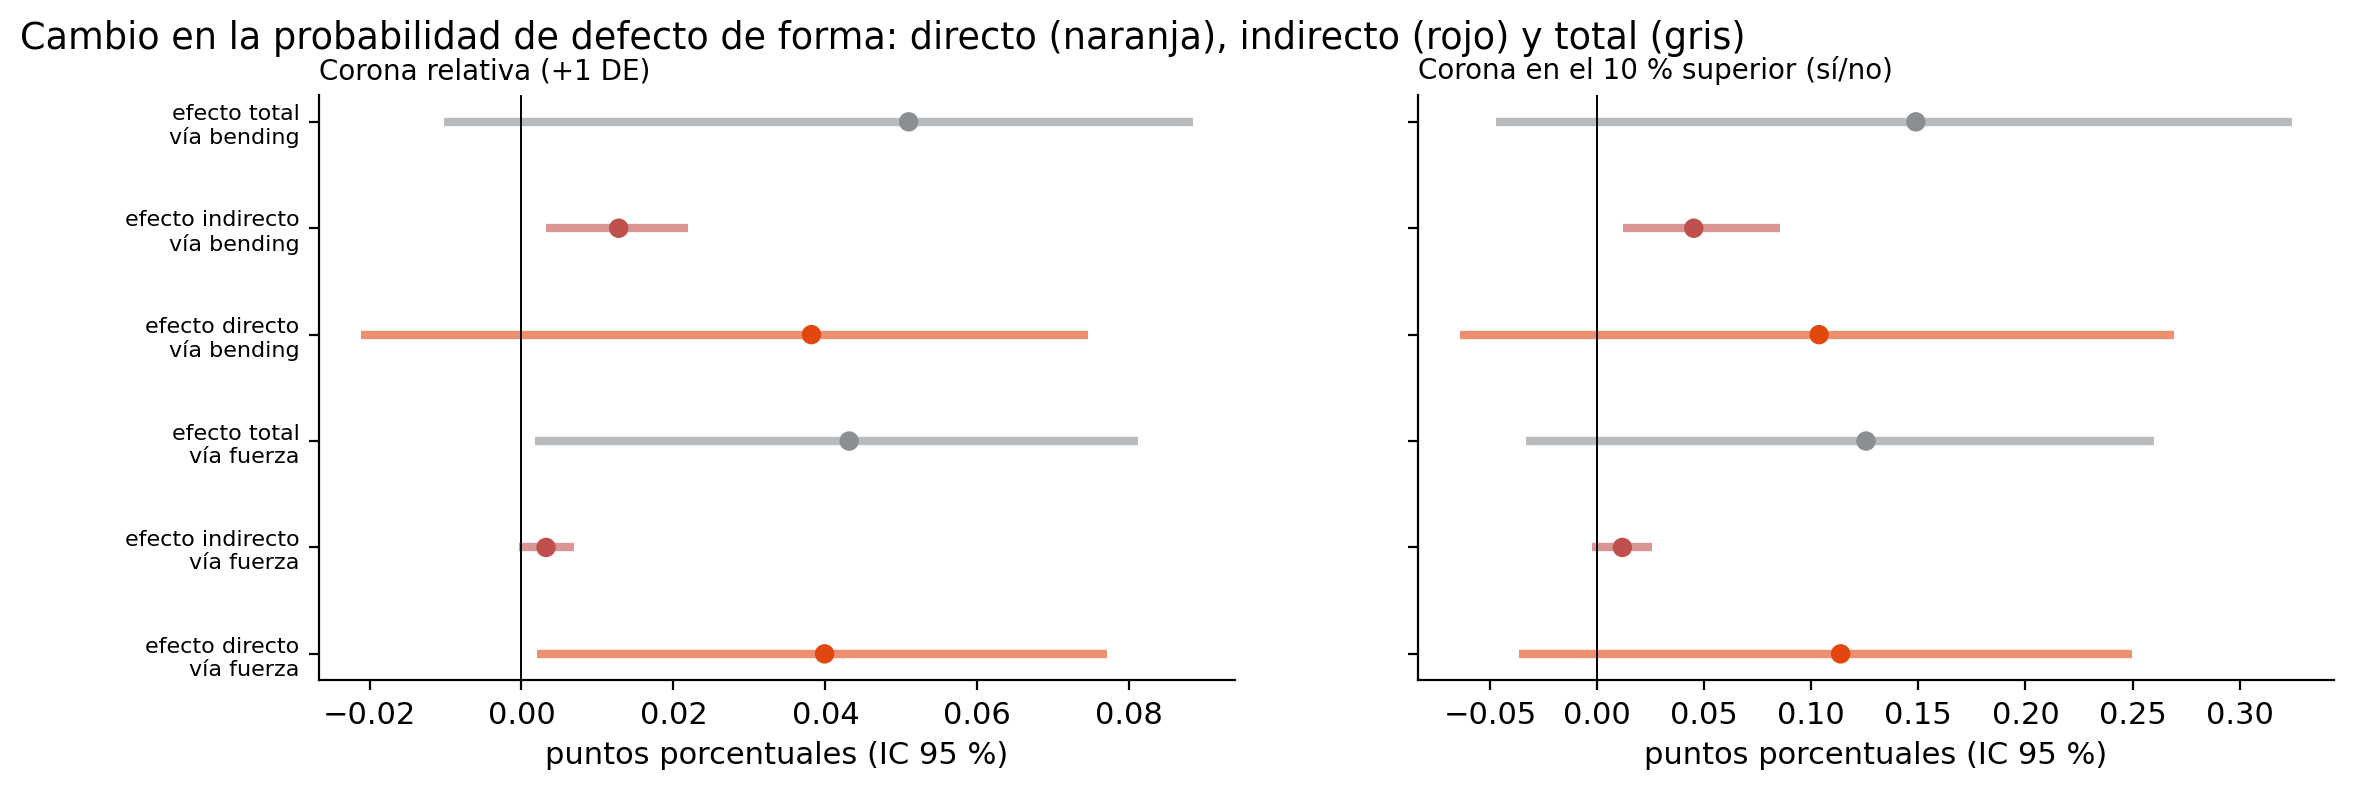 Cambio en la probabilidad de defecto de forma: directo (naranja), indirecto (rojo) y total (gris)
Corona relativa (+1 DE)
efecto total
vía bending
efecto indirecto
vía bending
efecto directo
vía bending
efecto total
vía fuerza
efecto indirecto
vía fuerza
efecto directo
vía fuerza
−0.02 0.00 0.02 0.04 0.06 0.08
puntos porcentuales (IC 95 %)
Corona en el 10 % superior (sí/no)
−0.05 0.00 0.05 0.10 0.15 0.20 0.25 0.30
puntos porcentuales (IC 95 %)